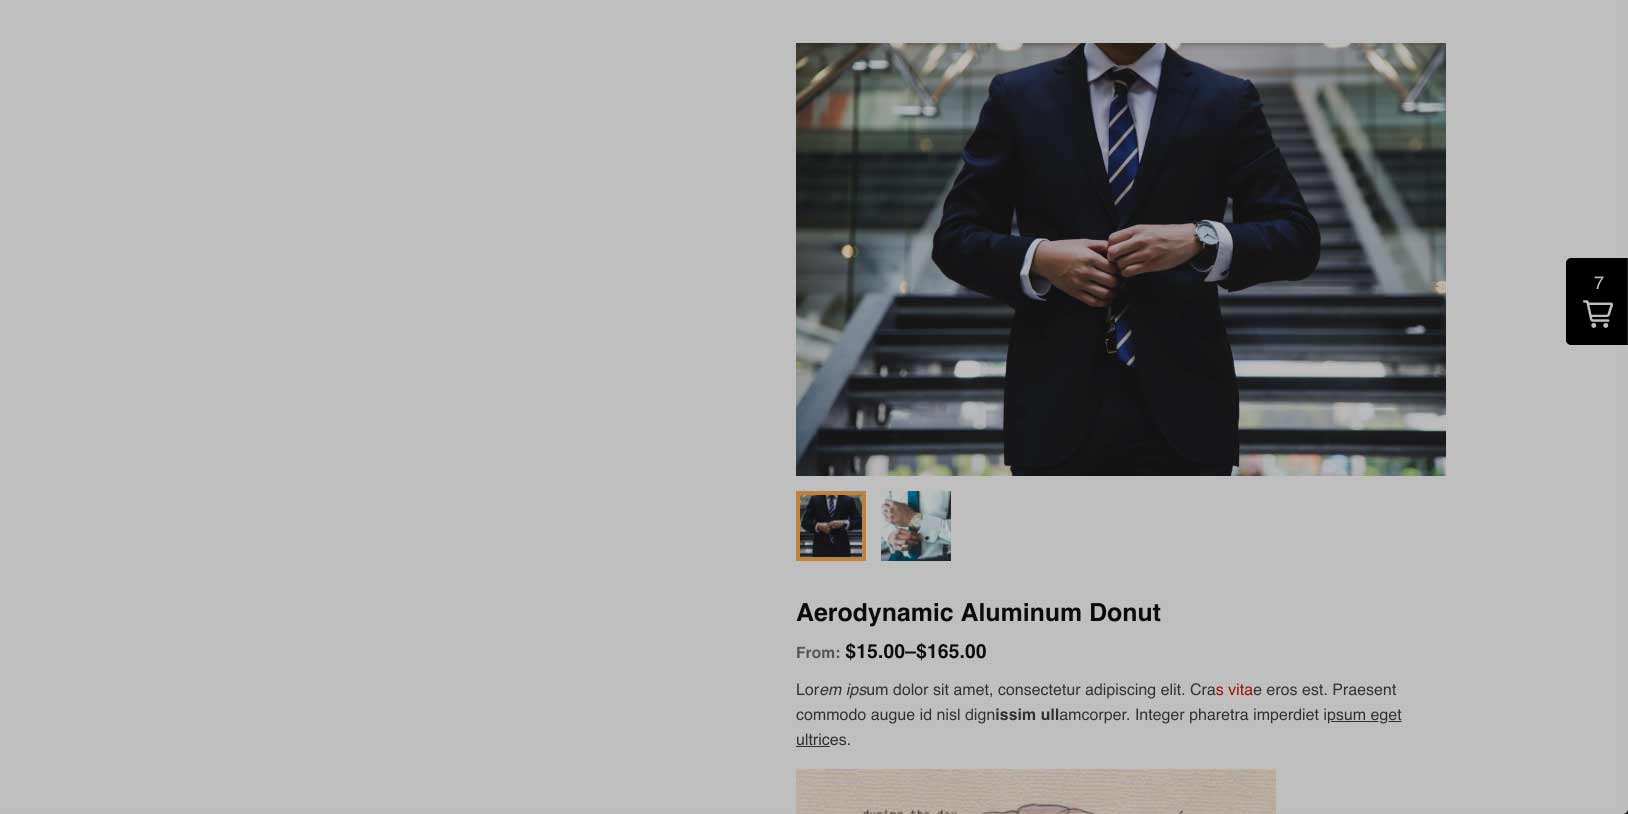 7
Aerodynamic Aluminum Donut
From: $15.00–$165.00
Lorem ipsum dolor sit amet, consectetur adipiscing elit. Cras vitae eros est. Praesent
commodo augue id nisl dignissim ullamcorper. Integer pharetra imperdiet ipsum eget
ultrices.
during the day